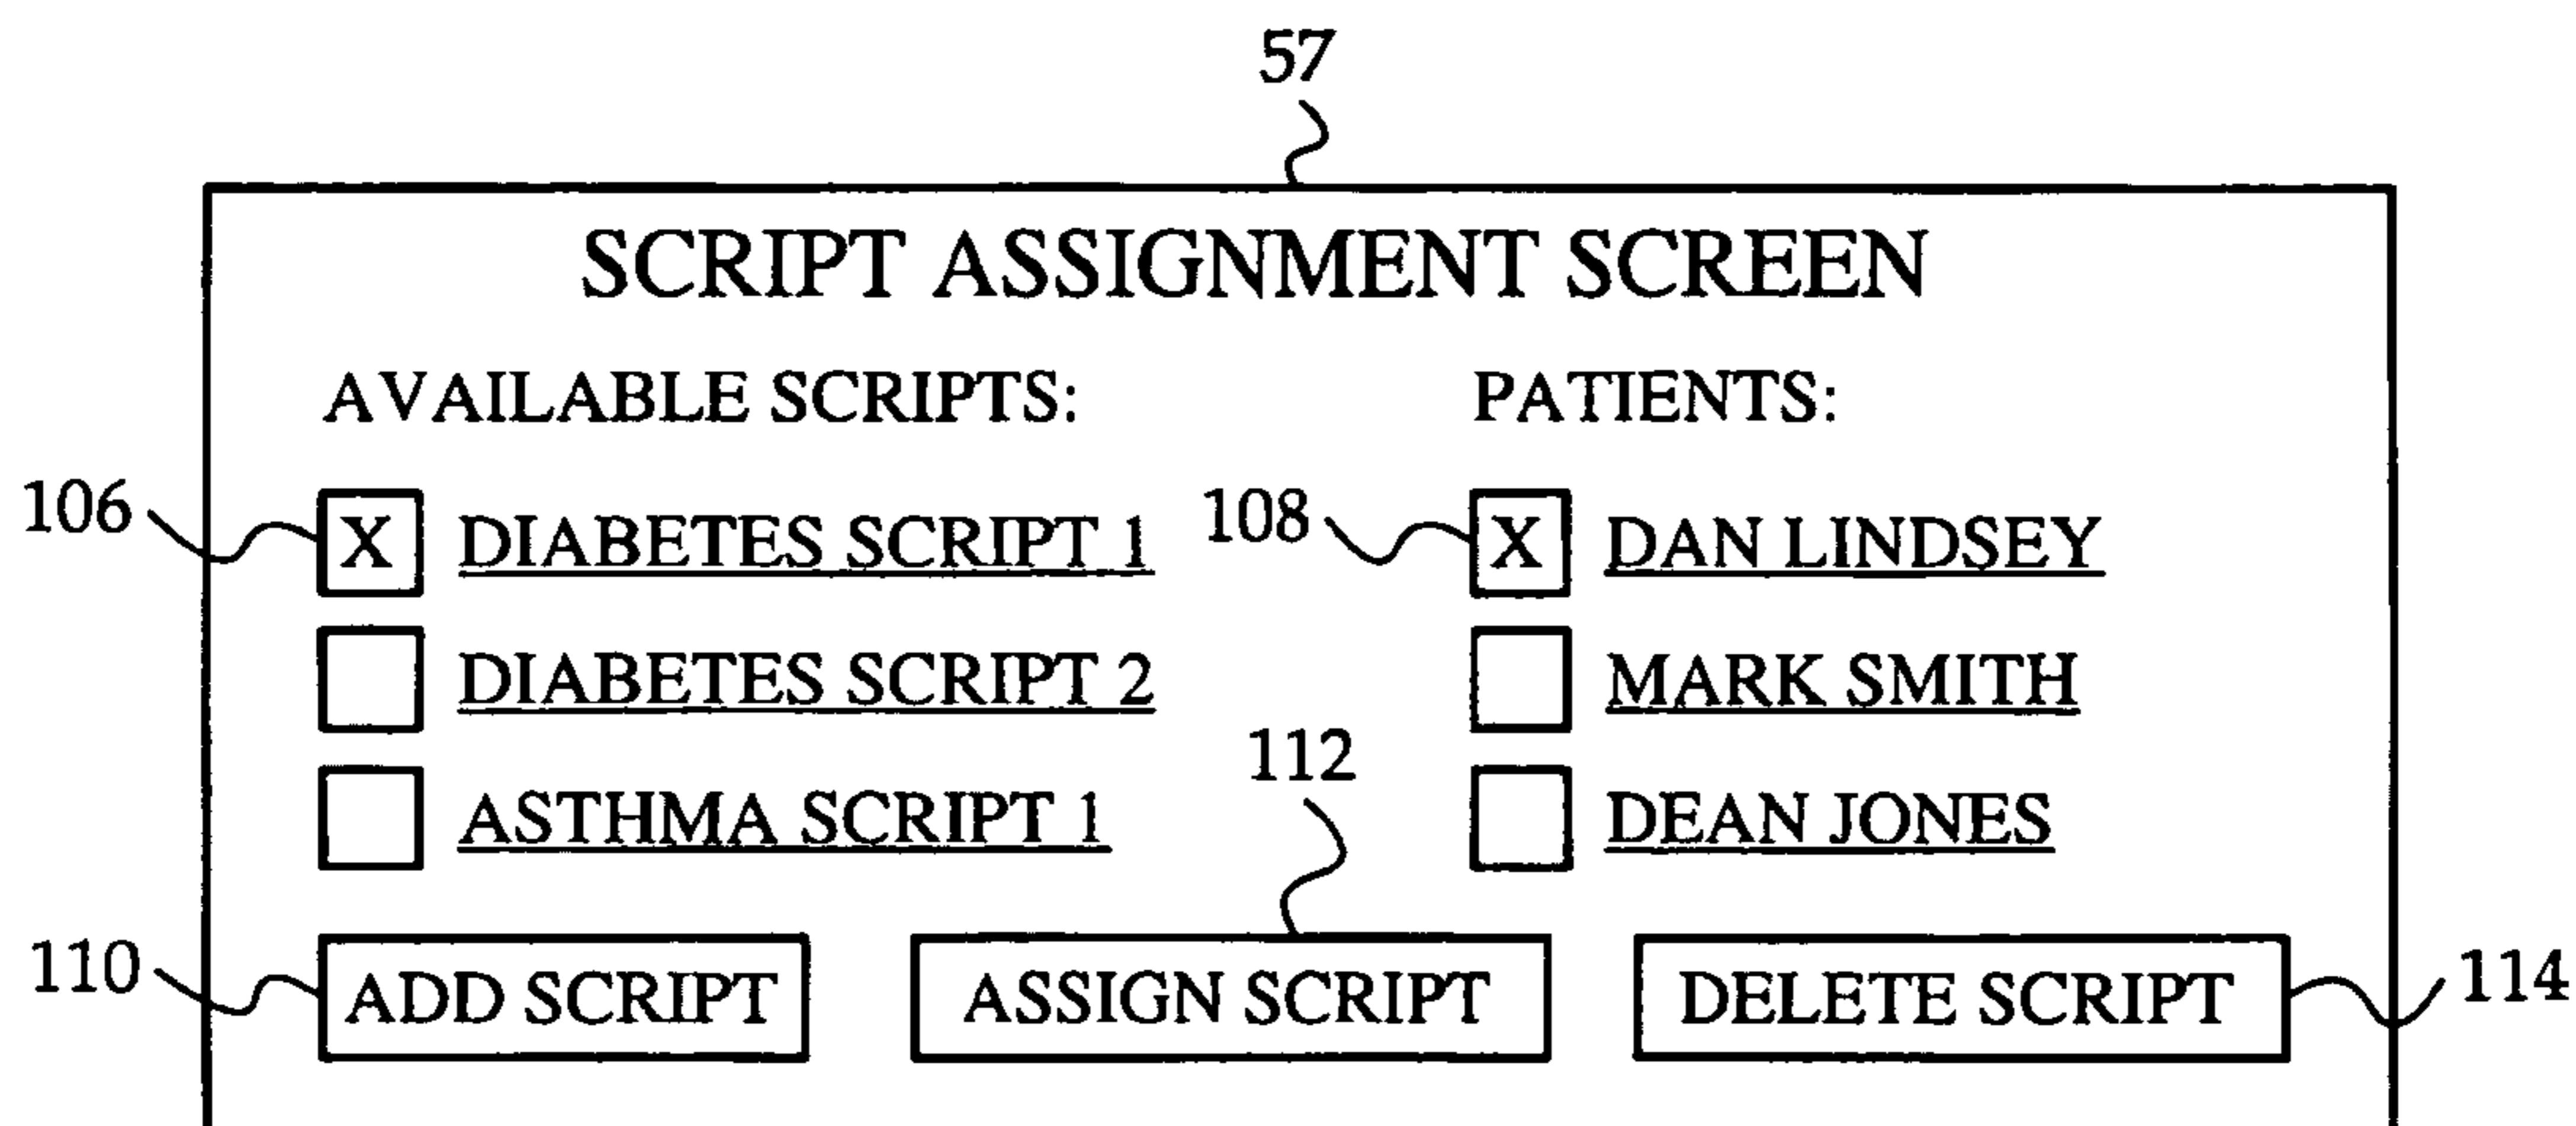 57
SCRIPT ASSIGNMENT SCREEN
AVAILABLE SCRIPTS: PATIENTS:
106 X DIABETES SCRIPT 1 108 X DAN LINDSEY
DIABETES SCRIPT 2 MARK SMITH
112
ASTHMA SCRIPT 1 DEAN JONES
110 ADD SCRIPT ASSIGN SCRIPT DELETE SCRIPT 114